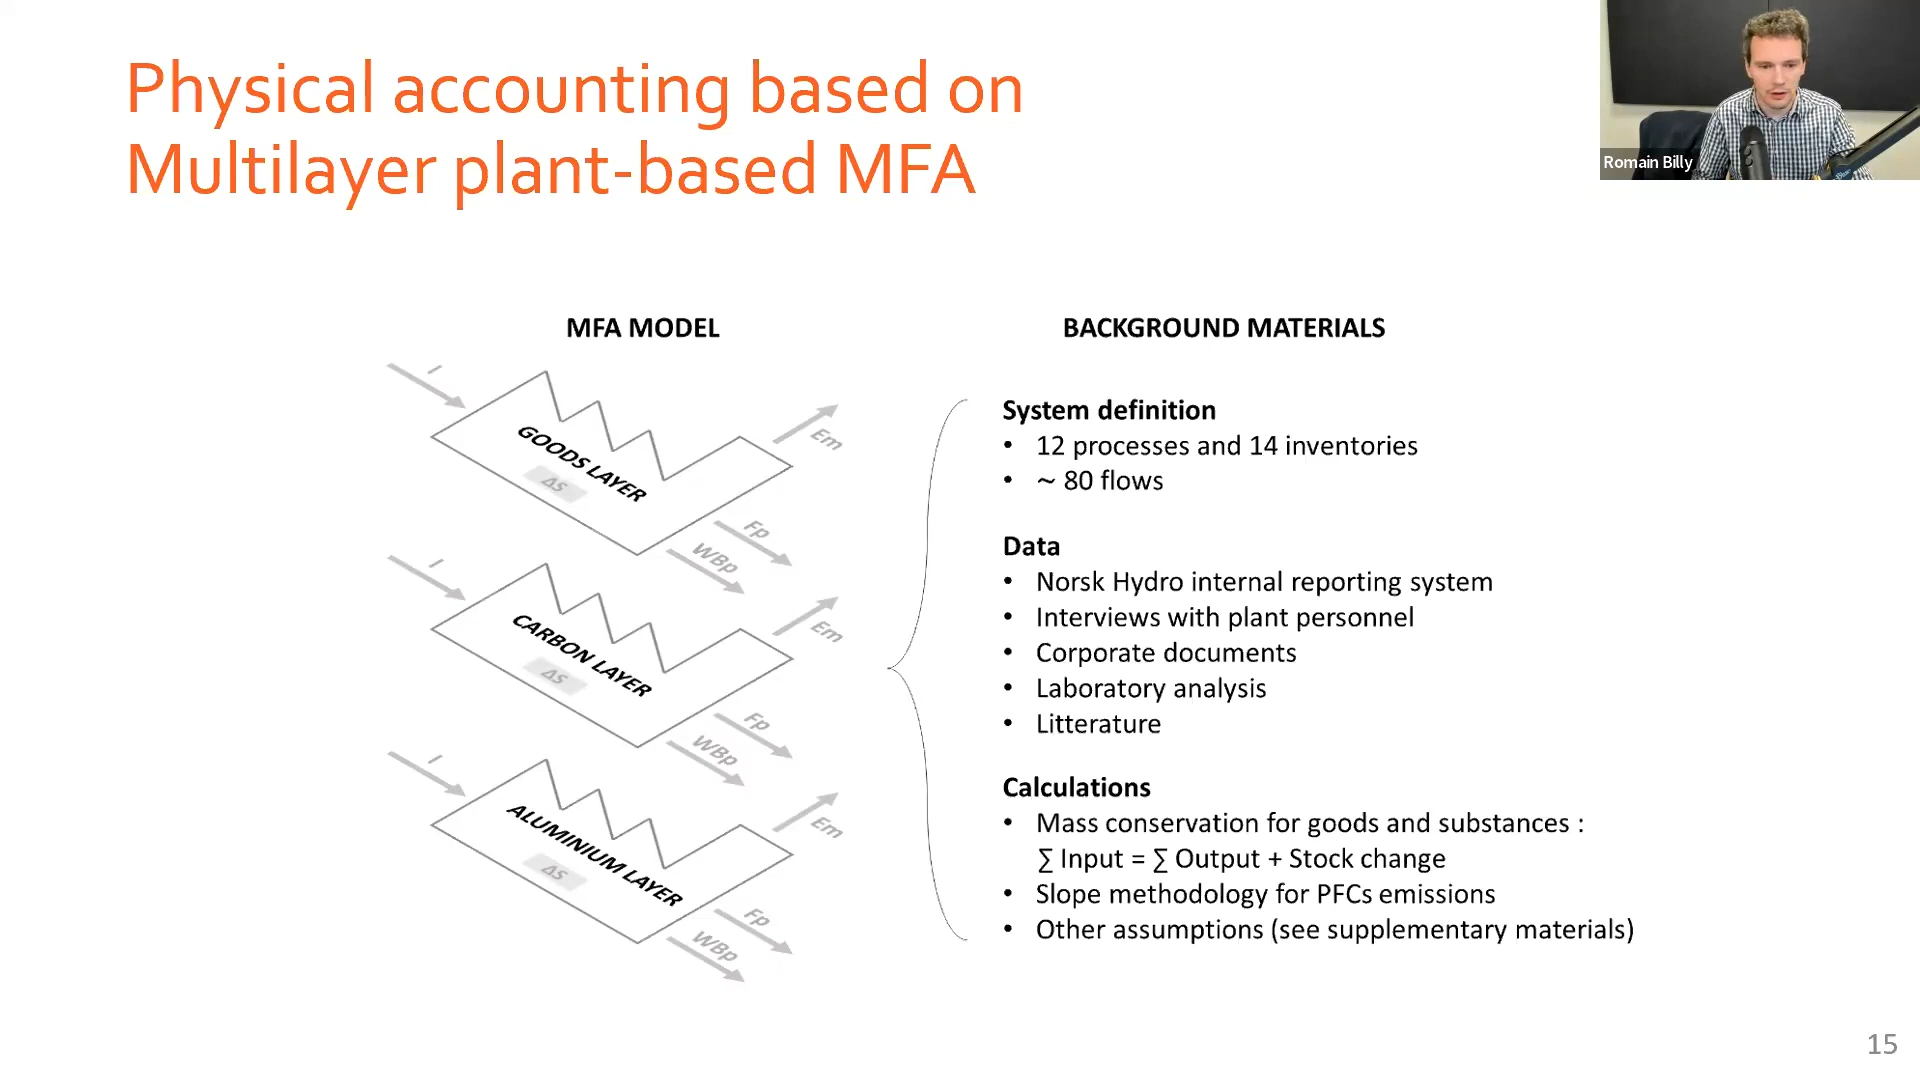 Physical accounting based on
Multilayer plant-based MFA
Romain Billy
MFA MODEL
I
GOODS LAYER
ΔS
Em
Fp
WBp
I
CARBON LAYER
ΔS
Em
Fp
WBp
I
ALUMINIUM LAYER
ΔS
Em
Fp
WBp
BACKGROUND MATERIALS
System definition
• 12 processes and 14 inventories
• ~ 80 flows
Data
• Norsk Hydro internal reporting system
• Interviews with plant personnel
• Corporate documents
• Laboratory analysis
• Litterature
Calculations
• Mass conservation for goods and substances :
∑ Input = ∑ Output + Stock change
• Slope methodology for PFCs emissions
• Other assumptions (see supplementary materials)
15